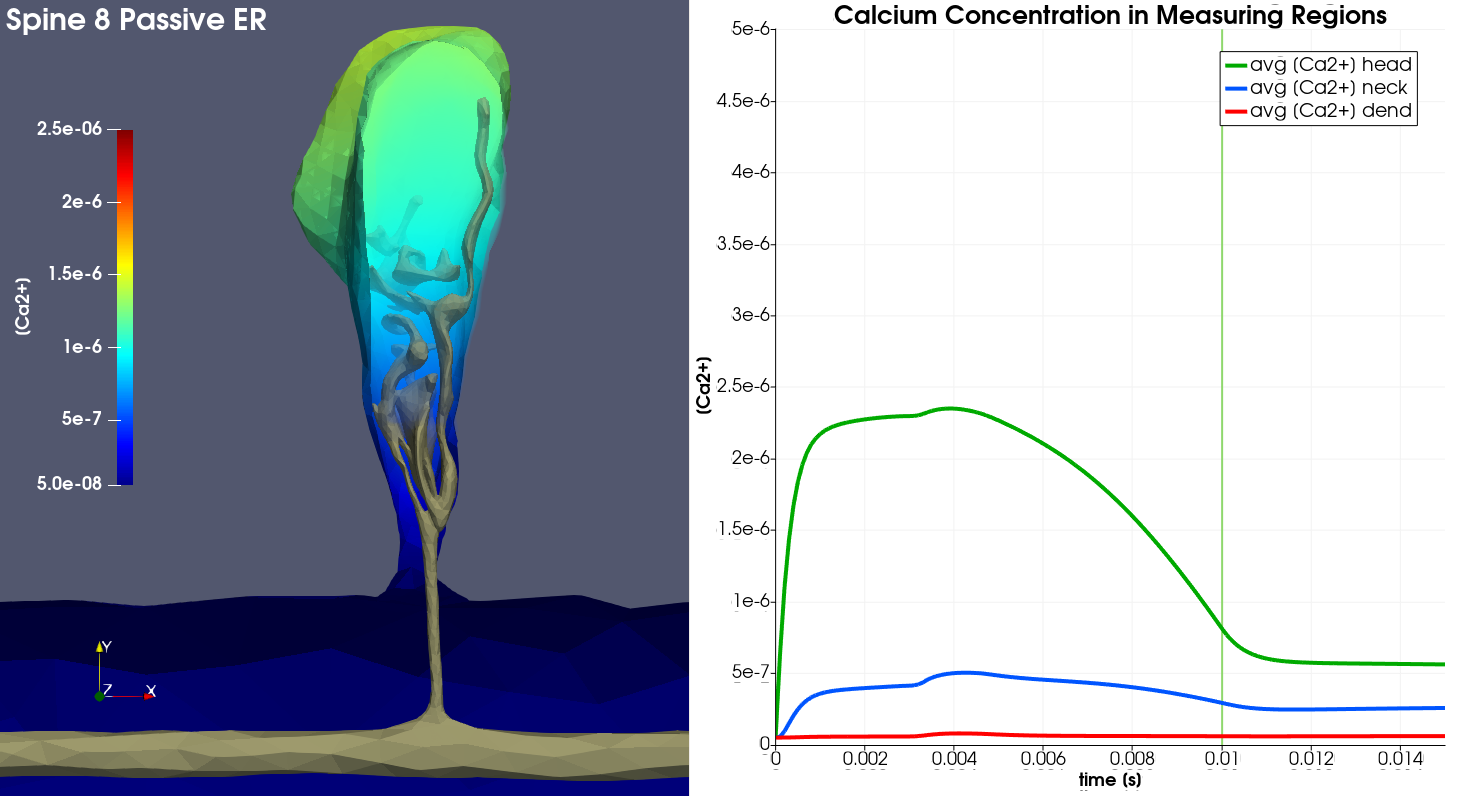 Spine 8 Passive ER
2.5e-06
2e-6
1.5e-6
1e-6
5e-7
5.0e-08
(Ca2+)
Y
Z
X
Calcium Concentration in Measuring Regions
avg (Ca2+) head
avg (Ca2+) neck
avg (Ca2+) dend
5e-6
4.5e-6
4e-6
3.5e-6
3e-6
2.5e-6
2e-6
1.5e-6
1e-6
5e-7
0
(Ca2+)
0 0.002 0.004 0.006 0.008 0.01 0.012 0.014
time (s)